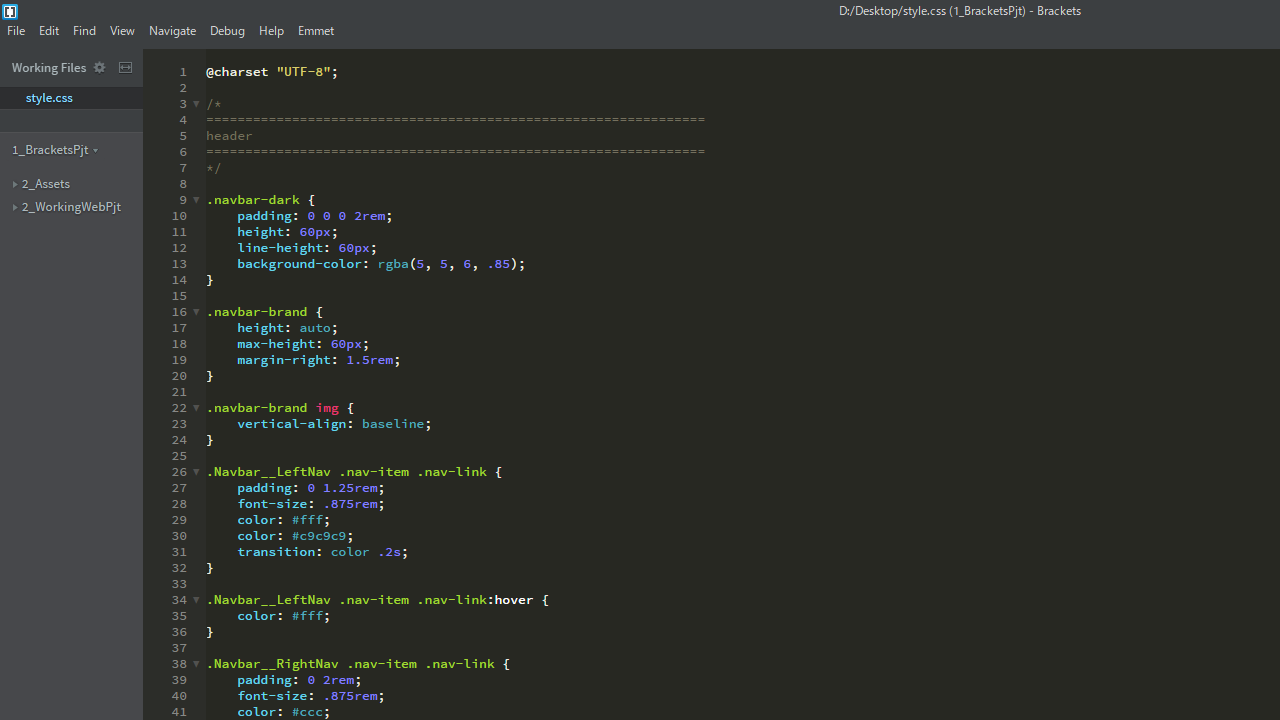 D:/Desktop/style.css (1_BracketsPjt) - Brackets
File Edit Find View Navigate Debug Help Emmet
Working Files
style.css
1_BracketsPjt
2_Assets
2_WorkingWebPjt
1 @charset "UTF-8";
2
3 /*
4 ================================================================
5 header
6 ================================================================
7 */
8
9 .navbar-dark {
10     padding: 0 0 0 2rem;
11     height: 60px;
12     line-height: 60px;
13     background-color: rgba(5, 5, 6, .85);
14 }
15
16 .navbar-brand {
17     height: auto;
18     max-height: 60px;
19     margin-right: 1.5rem;
20 }
21
22 .navbar-brand img {
23     vertical-align: baseline;
24 }
25
26 .Navbar__LeftNav .nav-item .nav-link {
27     padding: 0 1.25rem;
28     font-size: .875rem;
29     color: #fff;
30     color: #c9c9c9;
31     transition: color .2s;
32 }
33
34 .Navbar__LeftNav .nav-item .nav-link:hover {
35     color: #fff;
36 }
37
38 .Navbar__RightNav .nav-item .nav-link {
39     padding: 0 2rem;
40     font-size: .875rem;
41     color: #ccc;